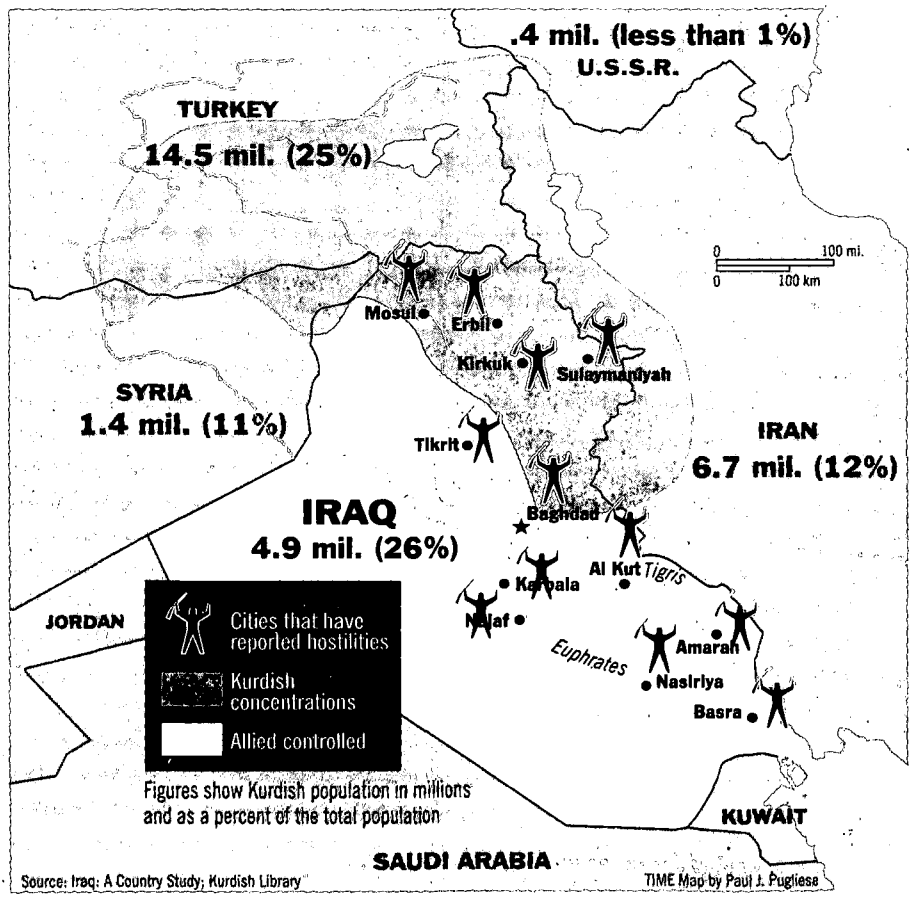 .4 mil. (less than 1%)
U.S.S.R.
TURKEY
14.5 mil. (25%)
0 100 mi.
0 100 km
Mosul
Erbil
Kirkuk
Sulaymaniyah
SYRIA
1.4 mil. (11%)
Tikrit
IRAN
6.7 mil. (12%)
IRAQ
4.9 mil. (26%)
Baghdad
Al Kut
Tigris
Karbala
Najaf
JORDAN
Cities that have
reported hostilities
Kurdish
concentrations
Allied controlled
Euphrates
Amarah
Nasiriya
Basra
Figures show Kurdish population in millions
and as a percent of the total population
KUWAIT
SAUDI ARABIA
Source: Iraq: A Country Study; Kurdish Library
TIME Map by Paul J. Pugliese